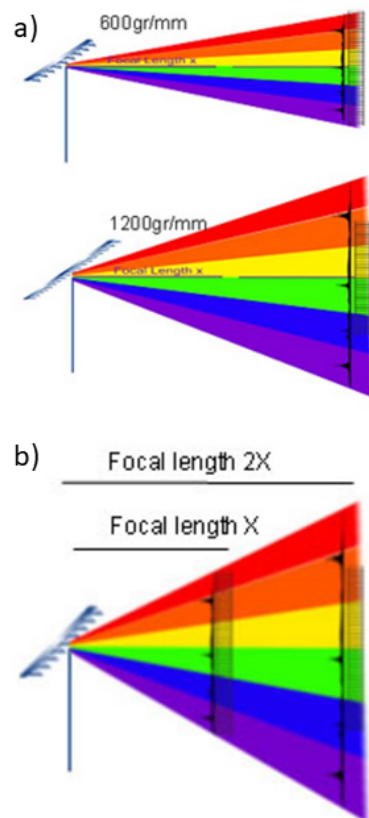 a)
600gr/mm
Focal Length x
1200gr/mm
Focal Length x
b)
Focal length 2X
Focal length X